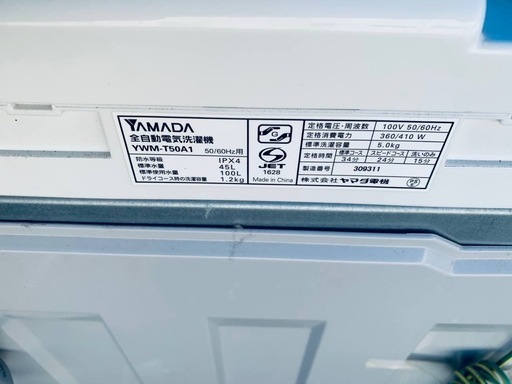 YAMADA
全自動電気洗濯機
YWM-T50A1 50/60Hz用
防水等級 IPX4
標準水量 45L
標準使用水量 100L
ドライコース時の洗濯容量 1.2kg
G
JET
1628
Made in China
定格電圧・周波数 100V 50/60Hz
定格消費電力 360/410 W
標準洗濯容量 5.0kg
定格時間 標準コース スピードコース 洗いのみ
34分 24分 15分
製造番号 309311
株式会社 ヤマダ電機